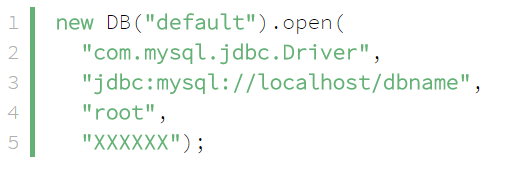 1 new DB("default").open(
2 "com.mysql.jdbc.Driver",
3 "jdbc:mysql://localhost/dbname",
4 "root",
5 "XXXXXX");